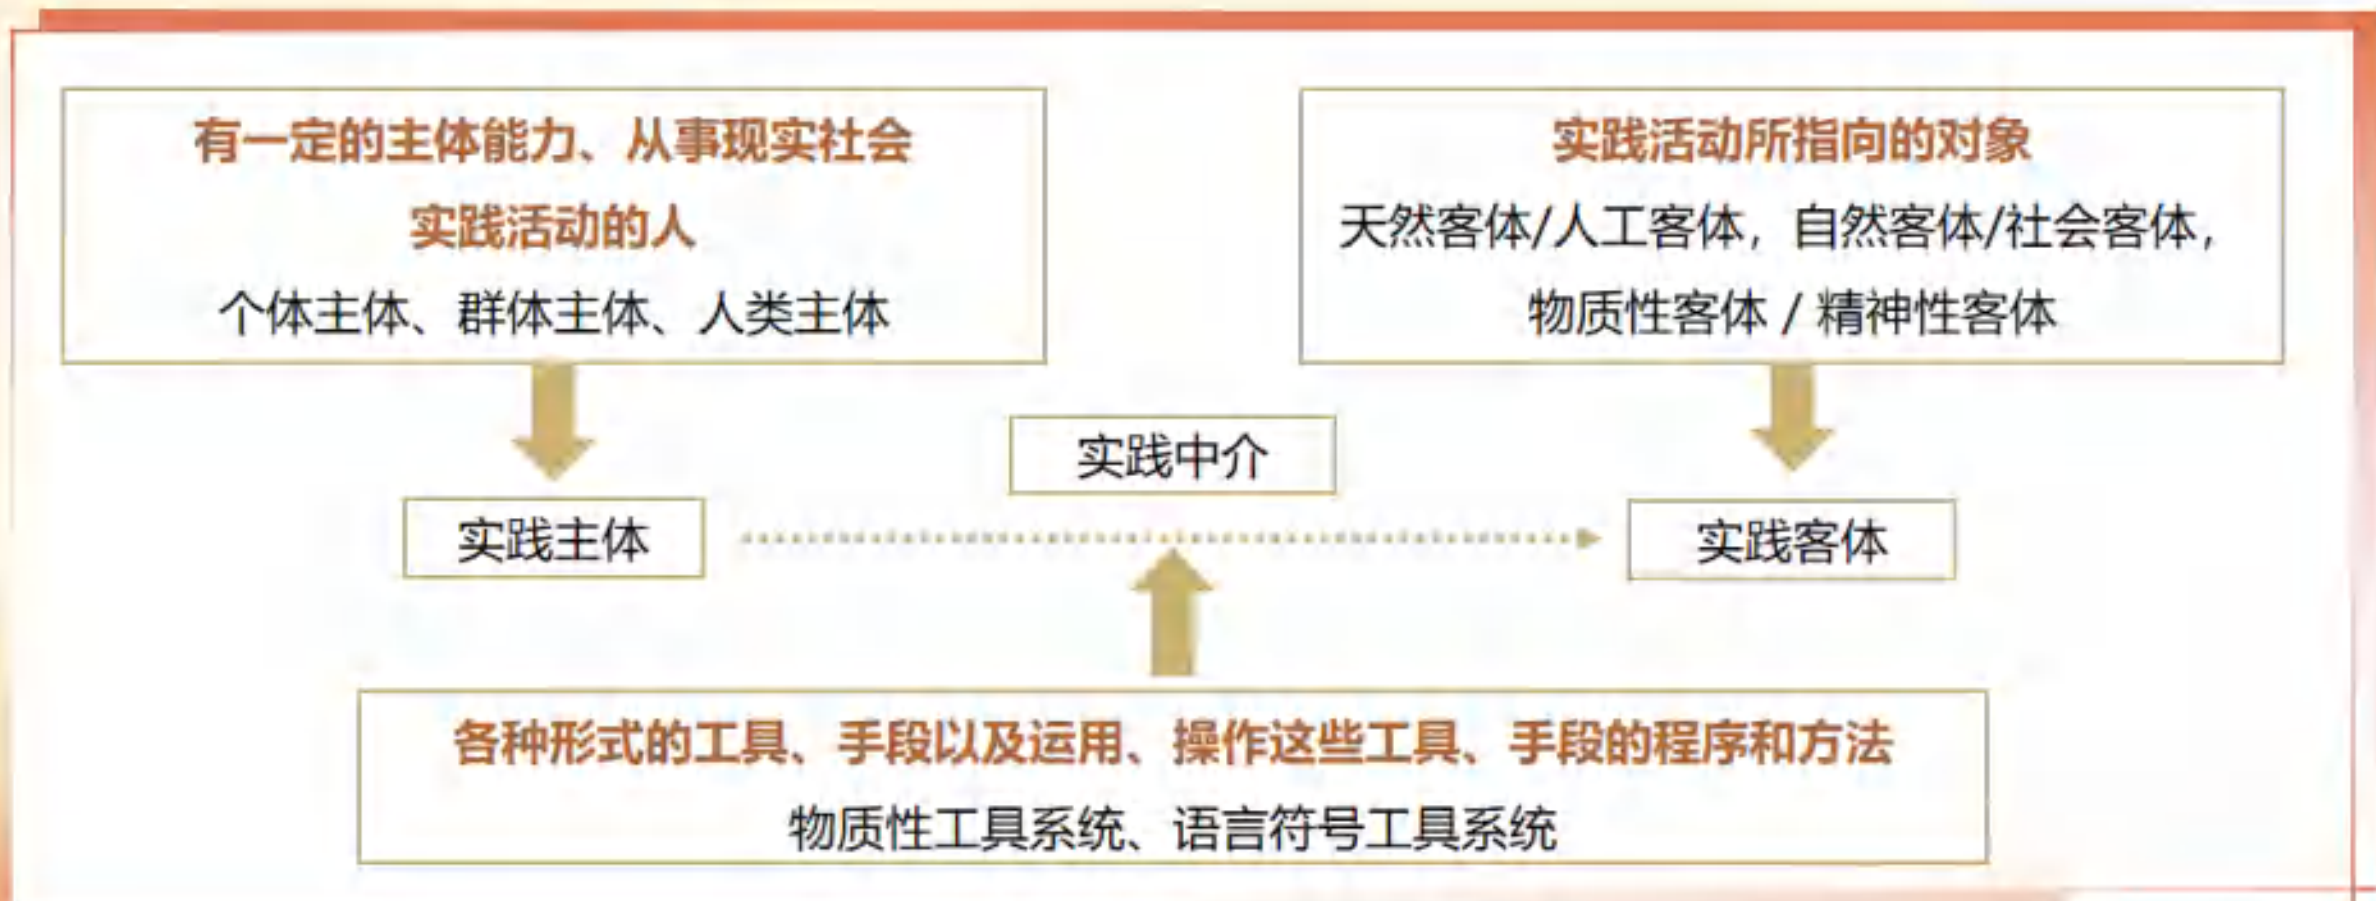 有一定的主体能力、从事现实社会
实践活动的人
个体主体、群体主体、人类主体
实践活动所指向的对象
天然客体/人工客体，自然客体/社会客体，
物质性客体 / 精神性客体
实践中介
实践主体
实践客体
各种形式的工具、手段以及运用、操作这些工具、手段的程序和方法
物质性工具系统、语言符号工具系统